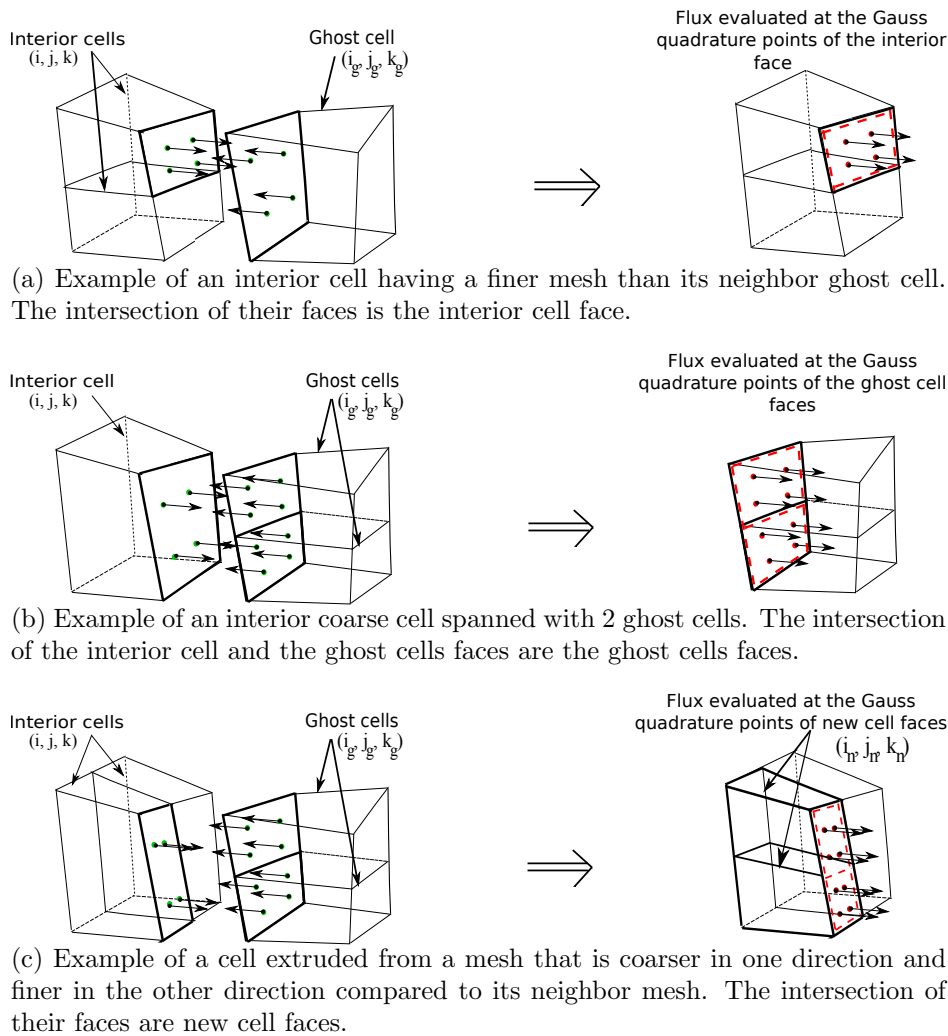 Interior cells
(i, j, k)
Ghost cell
(i_g, j_g, k_g)
Flux evaluated at the Gauss
quadrature points of the interior
face
(a) Example of an interior cell having a finer mesh than its neighbor ghost cell.
The intersection of their faces is the interior cell face.
Interior cell
(i, j, k)
Ghost cells
(i_g, j_g, k_g)
Flux evaluated at the Gauss
quadrature points of the ghost cell
faces
(b) Example of an interior coarse cell spanned with 2 ghost cells. The intersection
of the interior cell and the ghost cells faces are the ghost cells faces.
Interior cells
(i, j, k)
Ghost cells
(i_g, j_g, k_g)
Flux evaluated at the Gauss
quadrature points of new cell faces
(i_n, j_n, k_n)
(c) Example of a cell extruded from a mesh that is coarser in one direction and
finer in the other direction compared to its neighbor mesh. The intersection of
their faces are new cell faces.